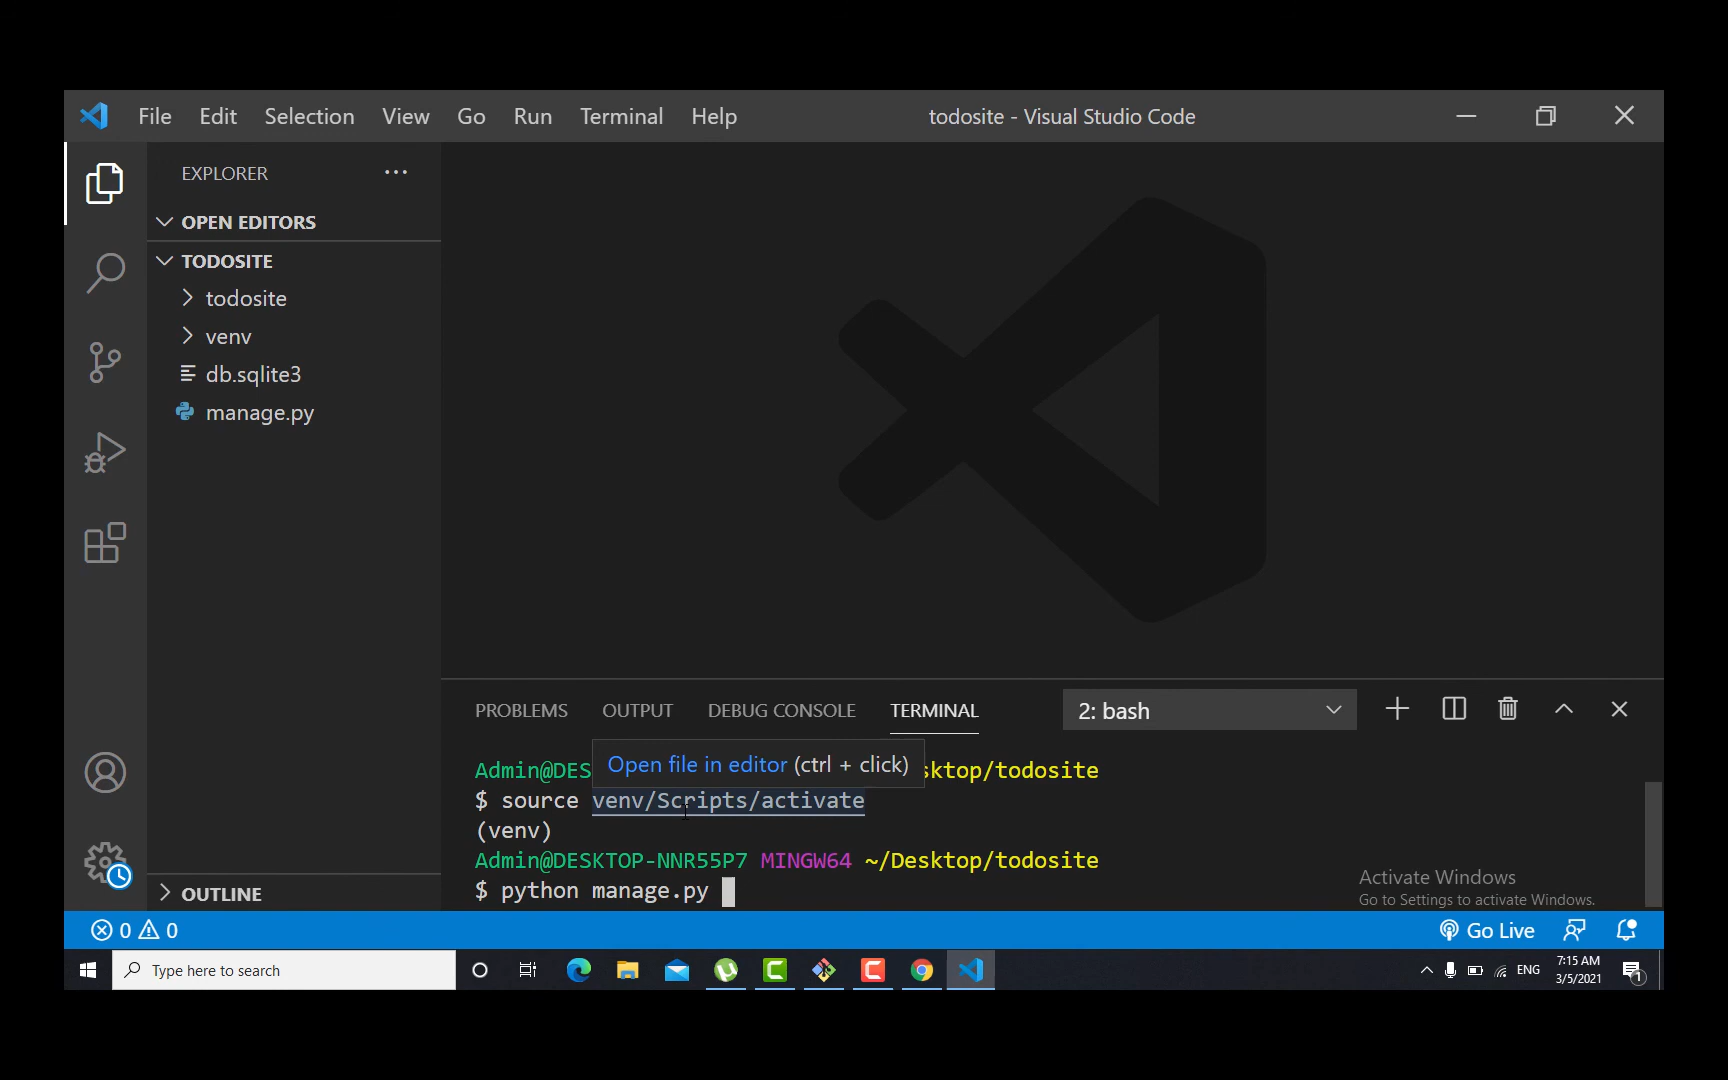 File Edit Selection View Go Run Terminal Help todosite - Visual Studio Code
EXPLORER
OPEN EDITORS
TODOSITE
todosite
venv
db.sqlite3
manage.py
OUTLINE
PROBLEMS OUTPUT DEBUG CONSOLE TERMINAL 2: bash
Open file in editor (ctrl + click)
Admin@DES sktop/todosite
$ source venv/Scripts/activate
(venv)
Admin@DESKTOP-NNR55P7 MINGW64 ~/Desktop/todosite
$ python manage.py
Activate Windows
Go to Settings to activate Windows.
0 0 Go Live
Type here to search
ENG
7:15 AM
3/5/2021
1